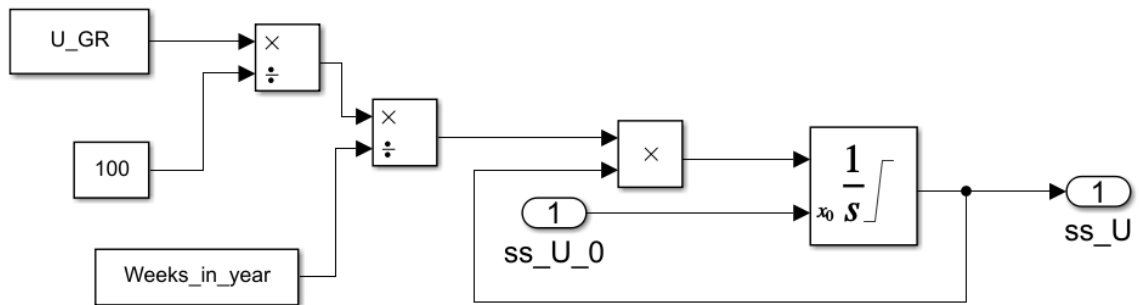 U_GR
×
÷
100
×
÷
Weeks_in_year
×
1
ss_U_0
1
s
x₀
1
ss_U